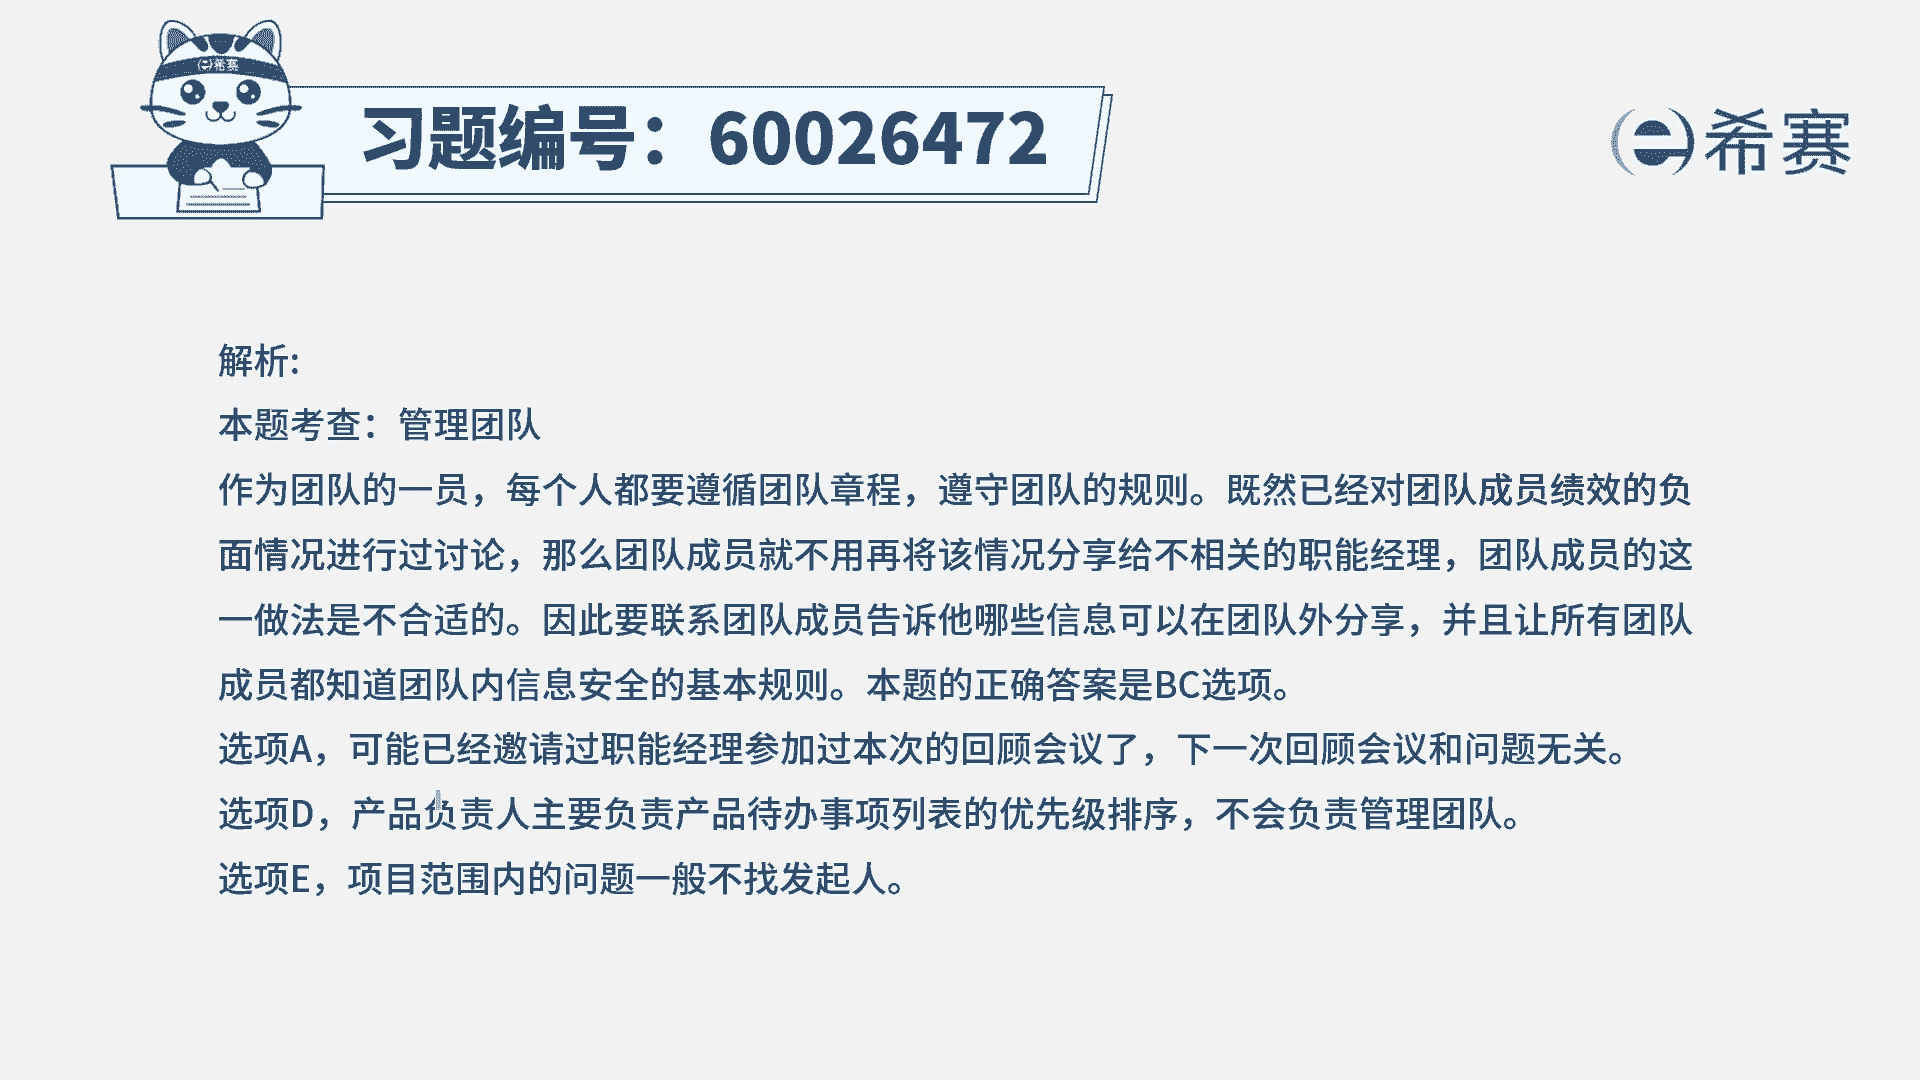 希赛
习题编号：60026472
希赛
解析:
本题考查：管理团队
作为团队的一员，每个人都要遵循团队章程，遵守团队的规则。既然已经对团队成员绩效的负
面情况进行过讨论，那么团队成员就不用再将该情况分享给不相关的职能经理，团队成员的这
一做法是不合适的。因此要联系团队成员告诉他哪些信息可以在团队外分享，并且让所有团队
成员都知道团队内信息安全的基本规则。本题的正确答案是BC选项。
选项A，可能已经邀请过职能经理参加过本次的回顾会议了，下一次回顾会议和问题无关。
选项D，产品负责人主要负责产品待办事项列表的优先级排序，不会负责管理团队。
选项E，项目范围内的问题一般不找发起人。